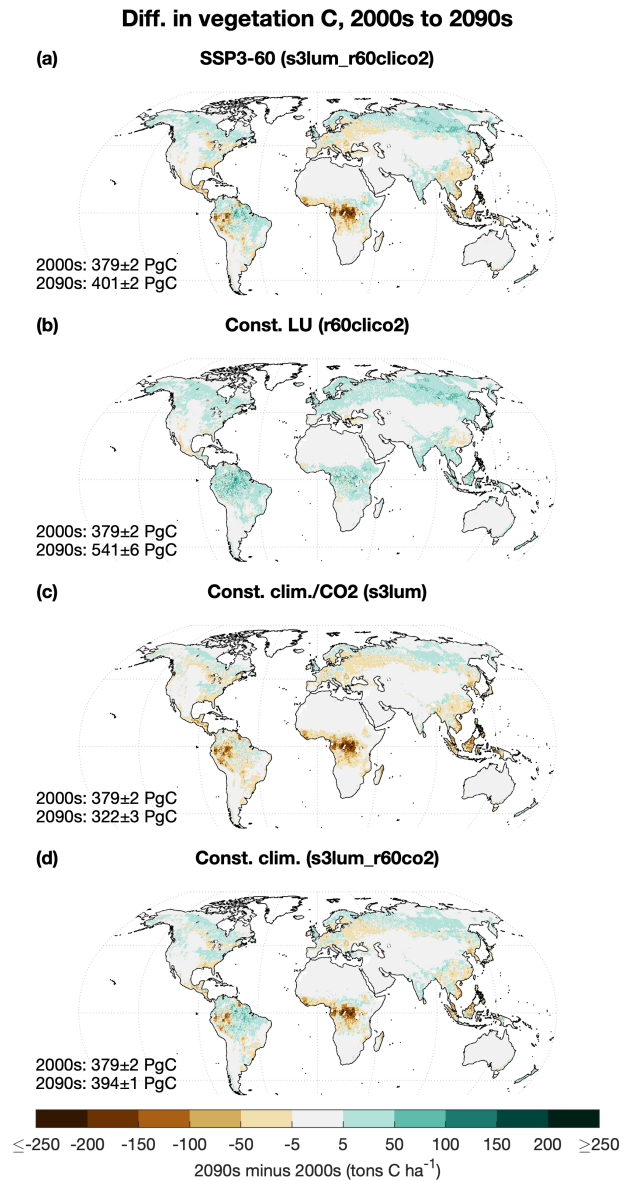 Diff. in vegetation C, 2000s to 2090s
(a) SSP3-60 (s3lum_r60clico2)
2000s: 379±2 PgC
2090s: 401±2 PgC
(b) Const. LU (r60clico2)
2000s: 379±2 PgC
2090s: 541±6 PgC
(c) Const. clim./CO2 (s3lum)
2000s: 379±2 PgC
2090s: 322±3 PgC
(d) Const. clim. (s3lum_r60co2)
2000s: 379±2 PgC
2090s: 394±1 PgC
≤-250 -200 -150 -100 -50 -5 5 50 100 150 200 ≥250
2090s minus 2000s (tons C ha⁻¹)